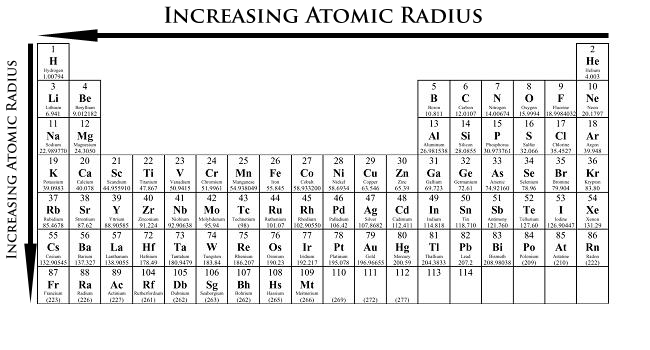 INCREASING ATOMIC RADIUS
INCREASING ATOMIC RADIUS
1 2
H He
Hydrogen Helium
1.00794 4.003
3 4 5 6 7 8 9 10
Li Be B C N O F Ne
Lithium Beryllium Boron Carbon Nitrogen Oxygen Fluorine Neon
6.941 9.012182 10.811 12.0107 14.00674 15.9994 18.9984032 20.1797
11 12 13 14 15 16 17 18
Na Mg Al Si P S Cl Ar
Sodium Magnesium Aluminum Silicon Phosphorus Sulfur Chlorine Argon
22.989770 24.3050 26.981538 28.0855 30.973761 32.066 35.4527 39.948
19 20 21 22 23 24 25 26 27 28 29 30 31 32 33 34 35 36
K Ca Sc Ti V Cr Mn Fe Co Ni Cu Zn Ga Ge As Se Br Kr
Potassium Calcium Scandium Titanium Vanadium Chromium Manganese Iron Cobalt Nickel Copper Zinc Gallium Germanium Arsenic Selenium Bromine Krypton
39.0983 40.078 44.955910 47.867 50.9415 51.9961 54.938049 55.845 58.933200 58.6934 63.546 65.39 69.723 72.61 74.92160 78.96 79.904 83.80
37 38 39 40 41 42 43 44 45 46 47 48 49 50 51 52 53 54
Rb Sr Y Zr Nb Mo Tc Ru Rh Pd Ag Cd In Sn Sb Te I Xe
Rubidium Strontium Yttrium Zirconium Niobium Molybdenum Technetium Ruthenium Rhodium Palladium Silver Cadmium Indium Tin Antimony Tellurium Iodine Xenon
85.4678 87.62 88.90585 91.224 92.90638 95.94 (98) 101.07 102.90550 106.42 107.8682 112.411 114.818 118.710 121.760 127.60 126.90447 131.29
55 56 57 72 73 74 75 76 77 78 79 80 81 82 83 84 85 86
Cs Ba La Hf Ta W Re Os Ir Pt Au Hg Tl Pb Bi Po At Rn
Cesium Barium Lanthanum Hafnium Tantalum Tungsten Rhenium Osmium Iridium Platinum Gold Mercury Thallium Lead Bismuth Polonium Astatine Radon
132.90545 137.327 138.9055 178.49 180.9479 183.84 186.207 190.23 192.217 195.078 196.96655 200.59 204.3833 207.2 208.98038 (209) (210) (222)
87 88 89 104 105 106 107 108 109 110 111 112 113 114
Fr Ra Ac Rf Db Sg Bh Hs Mt
Francium Radium Actinium Rutherfordium Dubnium Seaborgium Bohrium Hassium Meitnerium
(223) (226) (227) (261) (262) (263) (262) (265) (266) (269) (272) (277)